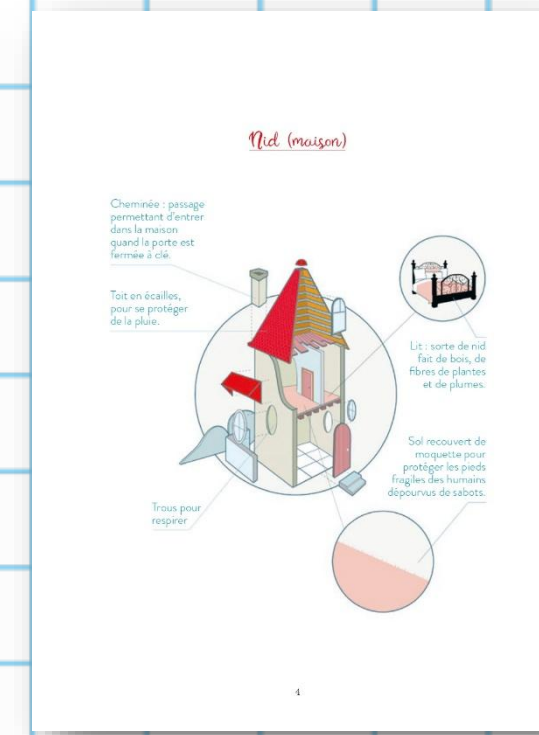 Nid (maison)
Cheminée : passage
permettant d'entrer
dans la maison
quand la porte est
fermée à clé.
Toit en écailles,
pour se protéger
de la pluie.
Lit : sorte de nid
fait de bois, de
fibres de plantes
et de plumes.
Sol recouvert de
moquette pour
protéger les pieds
fragiles des humains
dépourvus de sabots.
Trous pour
respirer
4